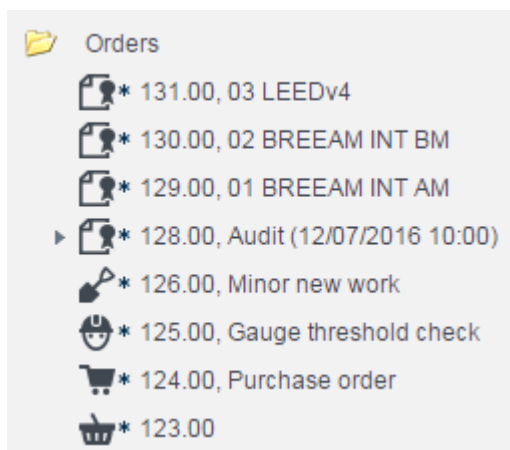 Orders
* 131.00, 03 LEEDv4
* 130.00, 02 BREEAM INT BM
* 129.00, 01 BREEAM INT AM
* 128.00, Audit (12/07/2016 10:00)
* 126.00, Minor new work
* 125.00, Gauge threshold check
* 124.00, Purchase order
* 123.00